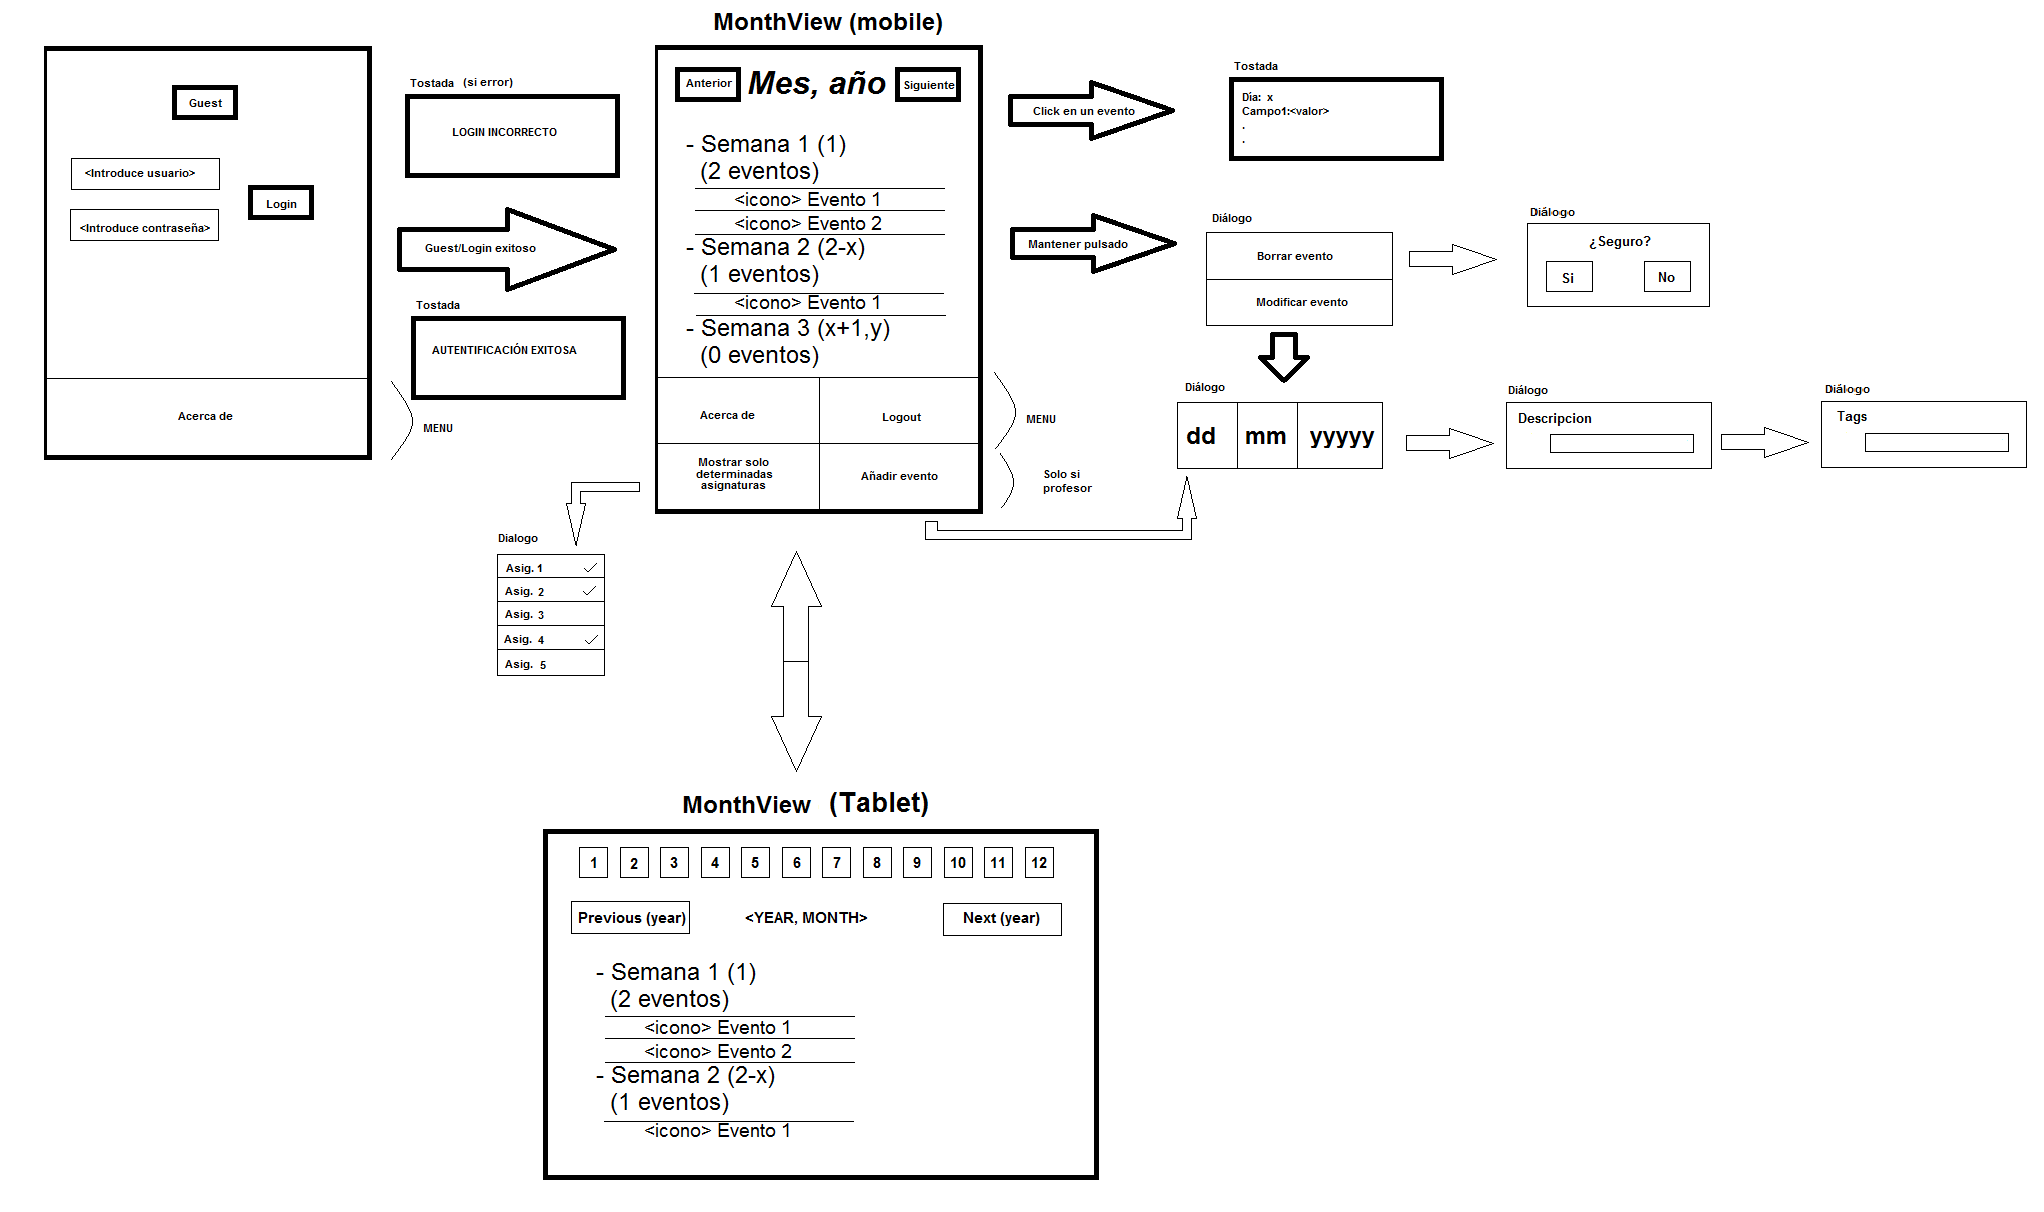 MonthView (mobile)
Guest
<Introduce usuario>
Login
<Introduce contraseña>
Acerca de
MENU
Tostada (si error)
LOGIN INCORRECTO
Guest/Login exitoso
Tostada
AUTENTIFICACIÓN EXITOSA
Anterior
Mes, año
Siguiente
- Semana 1 (1)
(2 eventos)
<icono> Evento 1
<icono> Evento 2
- Semana 2 (2-x)
(1 eventos)
<icono> Evento 1
- Semana 3 (x+1,y)
(0 eventos)
Acerca de
Logout
Mostrar solo
determinadas
asignaturas
Añadir evento
MENU
Solo si
profesor
Click en un evento
Tostada
Día: x
Campo1:<valor>
.
.
Mantener pulsado
Diálogo
Borrar evento
Modificar evento
Diálogo
¿Seguro?
Si
No
Diálogo
dd
mm
yyyyy
Diálogo
Descripcion
Diálogo
Tags
Dialogo
Asig. 1
Asig. 2
Asig. 3
Asig. 4
Asig. 5
MonthView (Tablet)
1 2 3 4 5 6 7 8 9 10 11 12
Previous (year)
<YEAR, MONTH>
Next (year)
- Semana 1 (1)
(2 eventos)
<icono> Evento 1
<icono> Evento 2
- Semana 2 (2-x)
(1 eventos)
<icono> Evento 1